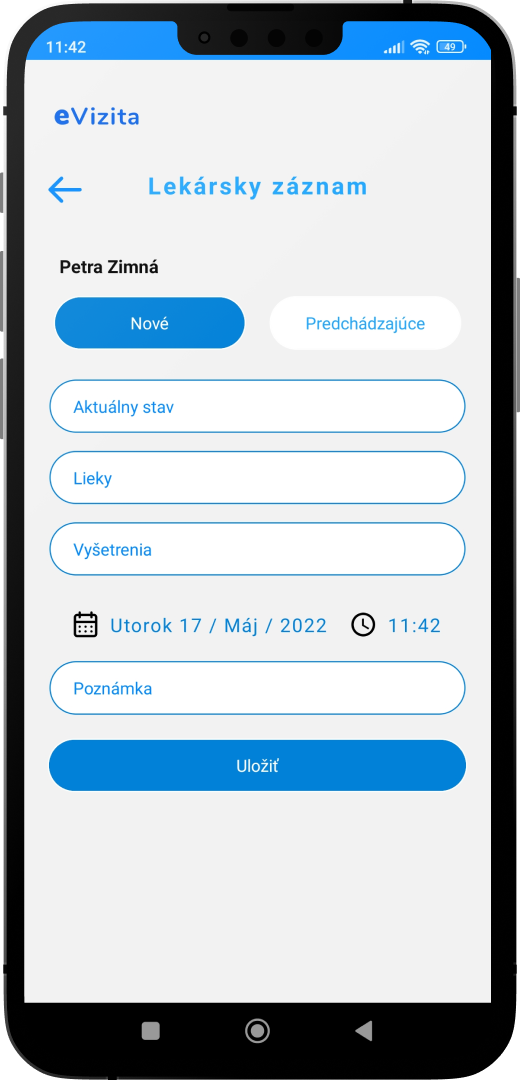 11:42 49
eVizita
Lekársky záznam
Petra Zimná
Nové Predchádzajúce
Aktuálny stav
Lieky
Vyšetrenia
Utorok 17 / Máj / 2022 11:42
Poznámka
Uložiť